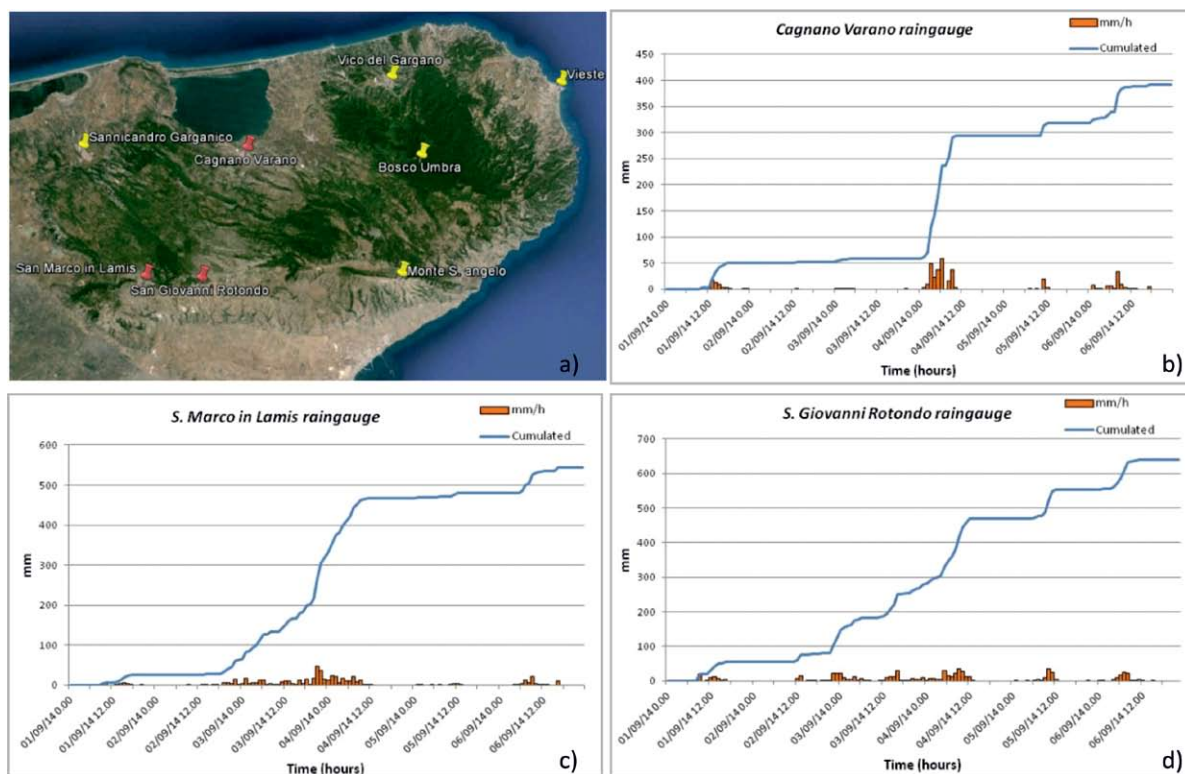 Vico del Gargano
Vieste
Sannicandro Garganico
Cagnano Varano
Bosco Umbra
San Marco in Lamis
San Giovanni Rotondo
Monte S. angelo
a)
Cagnano Varano raingauge
mm/h
Cumulated
450
400
350
300
250
200
150
100
50
0
mm
01/09/14 0.00
01/09/14 12.00
02/09/14 0.00
02/09/14 12.00
03/09/14 0.00
03/09/14 12.00
04/09/14 0.00
04/09/14 12.00
05/09/14 0.00
05/09/14 12.00
06/09/14 0.00
06/09/14 12.00
Time (hours)
b)
S. Marco in Lamis raingauge
mm/h
Cumulated
600
500
400
300
200
100
0
mm
01/09/14 0.00
01/09/14 12.00
02/09/14 0.00
02/09/14 12.00
03/09/14 0.00
03/09/14 12.00
04/09/14 0.00
04/09/14 12.00
05/09/14 0.00
05/09/14 12.00
06/09/14 0.00
06/09/14 12.00
Time (hours)
c)
S. Giovanni Rotondo raingauge
mm/h
Cumulated
700
600
500
400
300
200
100
0
mm
01/09/14 0.00
01/09/14 12.00
02/09/14 0.00
02/09/14 12.00
03/09/14 0.00
03/09/14 12.00
04/09/14 0.00
04/09/14 12.00
05/09/14 0.00
05/09/14 12.00
06/09/14 0.00
06/09/14 12.00
Time (hours)
d)